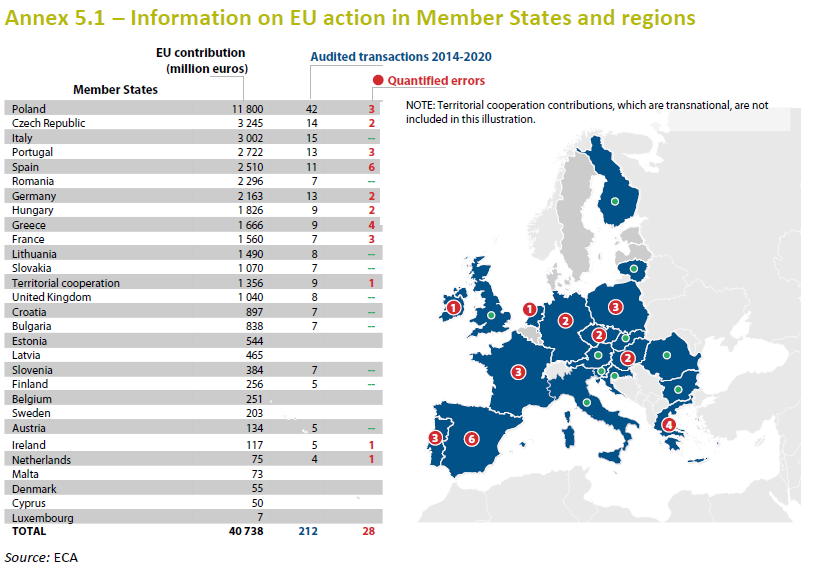 Annex 5.1 – Information on EU action in Member States and regions
EU contribution
(million euros)
Audited transactions 2014-2020
Quantified errors
Member States
Poland 11 800 42 3
Czech Republic 3 245 14 2
Italy 3 002 15 --
Portugal 2 722 13 3
Spain 2 510 11 6
Romania 2 296 7 --
Germany 2 163 13 2
Hungary 1 826 9 2
Greece 1 666 9 4
France 1 560 7 3
Lithuania 1 490 8 --
Slovakia 1 070 7 --
Territorial cooperation 1 356 9 1
United Kingdom 1 040 8 --
Croatia 897 7 --
Bulgaria 838 7 --
Estonia 544
Latvia 465
Slovenia 384 7 --
Finland 256 5 --
Belgium 251
Sweden 203
Austria 134 5 --
Ireland 117 5 1
Netherlands 75 4 1
Malta 73
Denmark 55
Cyprus 50
Luxembourg 7
TOTAL 40 738 212 28
NOTE: Territorial cooperation contributions, which are transnational, are not
included in this illustration.
1
1
3
2
2
2
3
3
6
4
Source: ECA